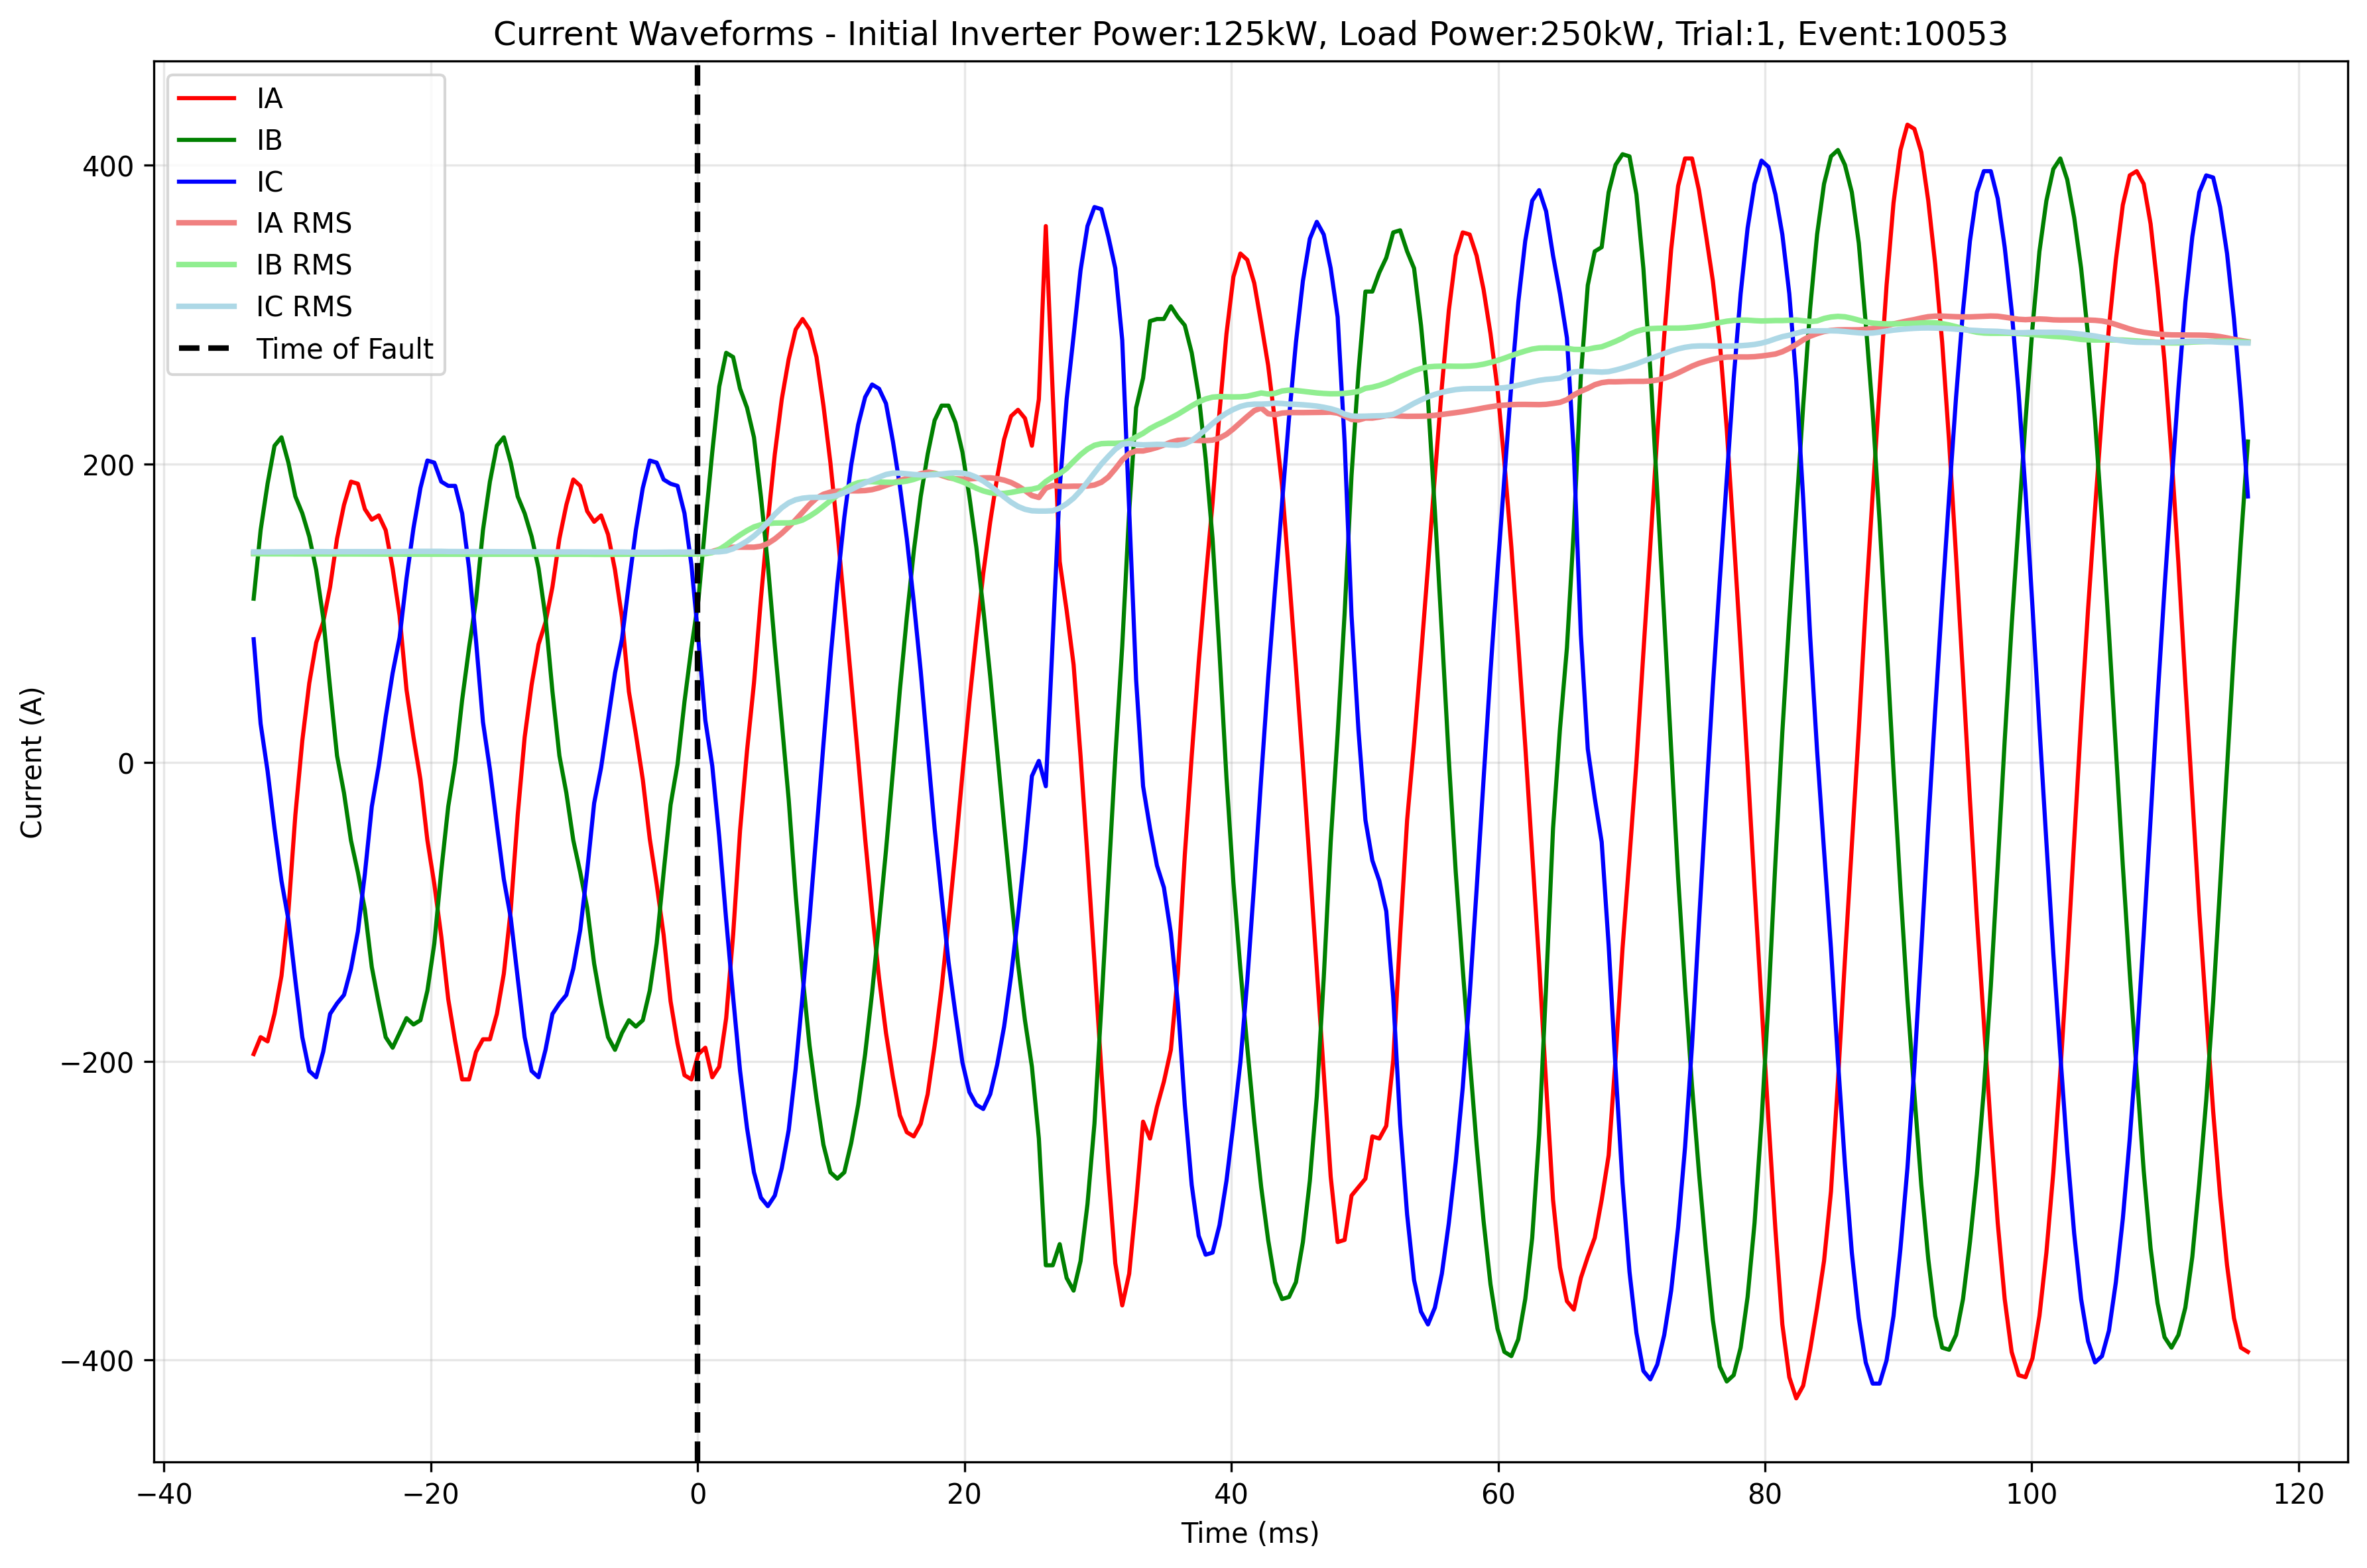 Current Waveforms - Initial Inverter Power:125kW, Load Power:250kW, Trial:1, Event:10053
IA
IB
IC
IA RMS
IB RMS
IC RMS
Time of Fault
Current (A)
400
200
0
−200
−400
−40
−20
0
20
40
60
80
100
120
Time (ms)